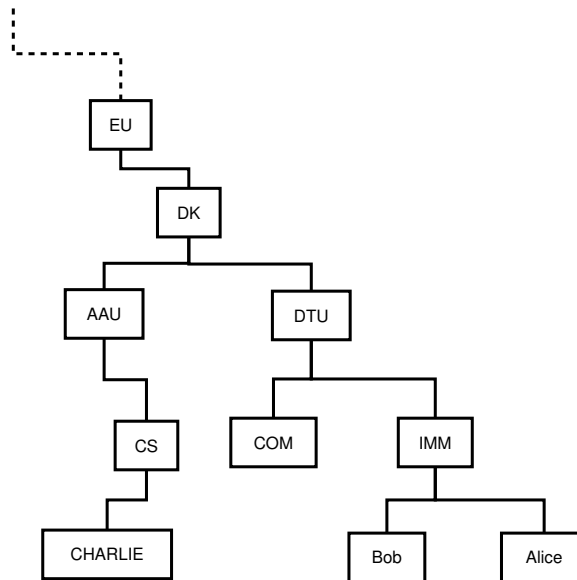 EU
DK
AAU
DTU
CS
COM
IMM
CHARLIE
Bob
Alice